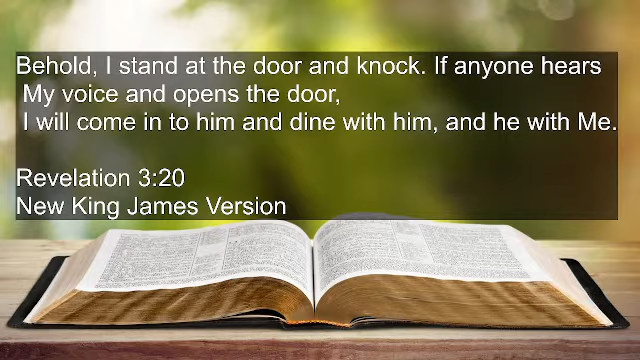 Behold, I stand at the door and knock. If anyone hears
My voice and opens the door,
I will come in to him and dine with him, and he with Me.
Revelation 3:20
New King James Version